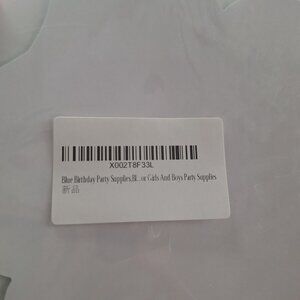 X002T8F33L
Blue Birthday Party Supplies,Bl...or Girls And Boys Party Supplies
新品